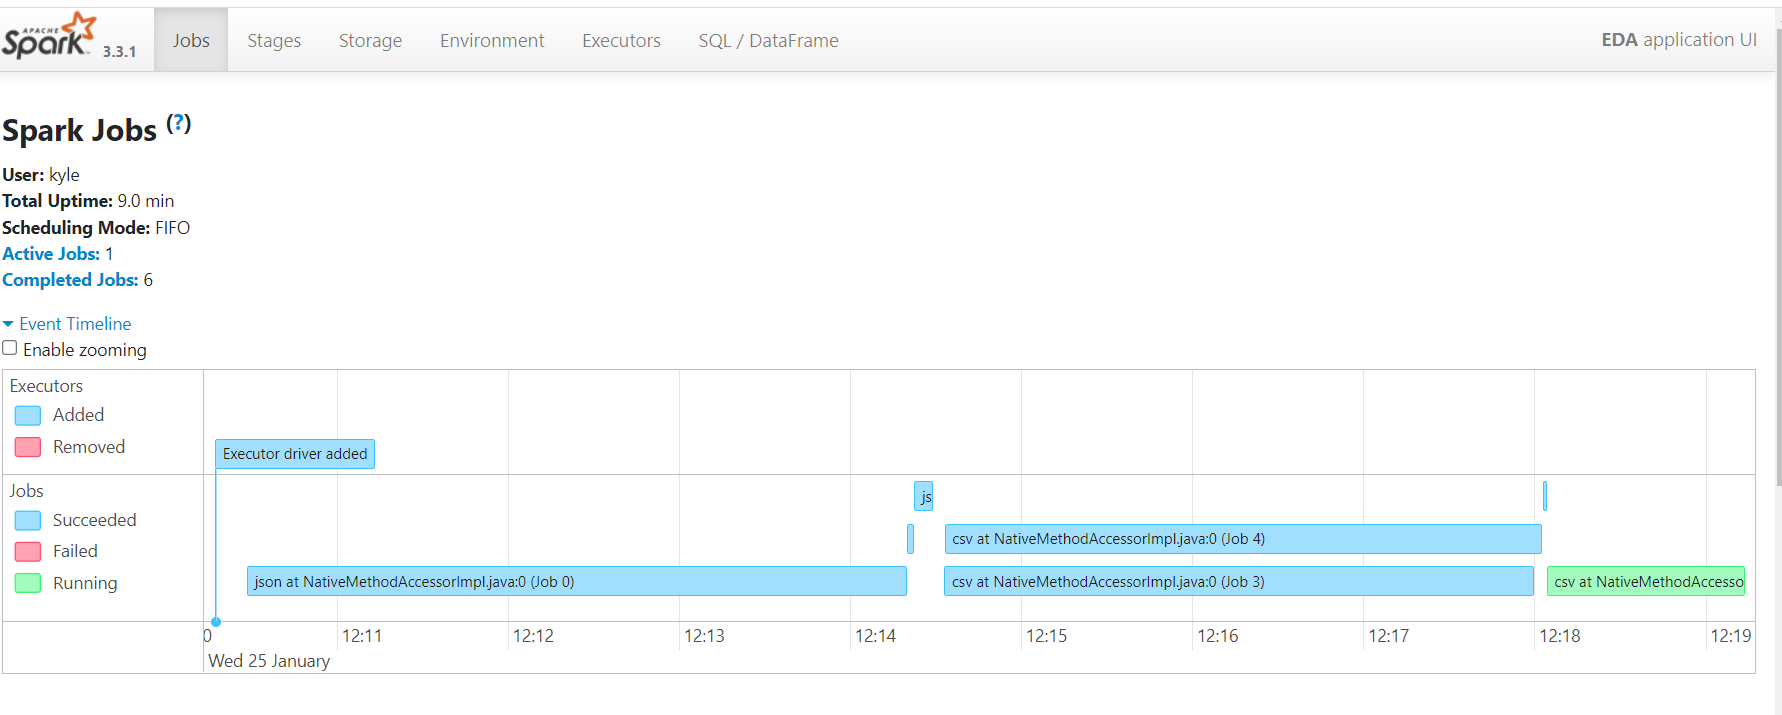 APACHE
Spark 3.3.1 Jobs Stages Storage Environment Executors SQL / DataFrame EDA application UI
Spark Jobs (?)
User: kyle
Total Uptime: 9.0 min
Scheduling Mode: FIFO
Active Jobs: 1
Completed Jobs: 6
Event Timeline
Enable zooming
Executors
Added
Removed
Executor driver added
Jobs
Succeeded
Failed
Running
js
csv at NativeMethodAccessorImpl.java:0 (Job 4)
json at NativeMethodAccessorImpl.java:0 (Job 0) csv at NativeMethodAccessorImpl.java:0 (Job 3) csv at NativeMethodAccesso
0 12:11 12:12 12:13 12:14 12:15 12:16 12:17 12:18 12:19
Wed 25 January